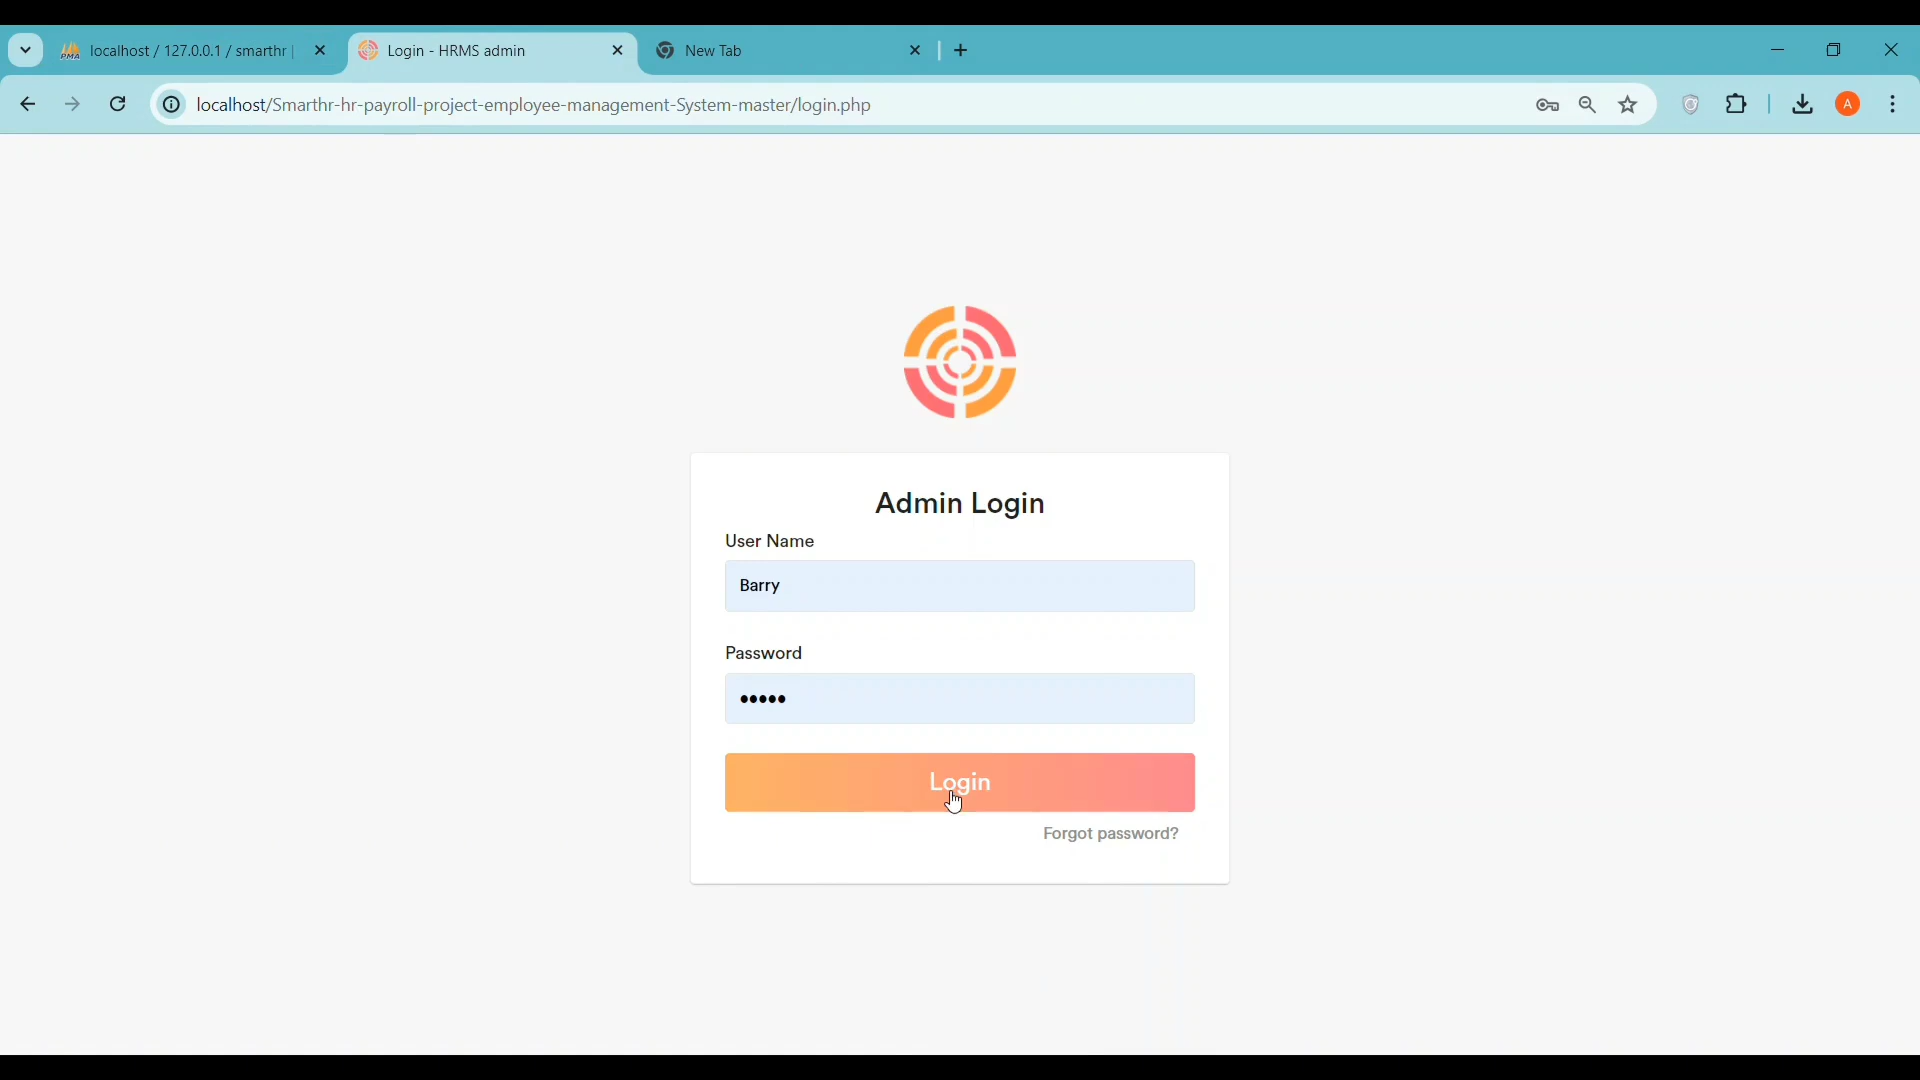 localhost / 127.0.0.1 / smarthr |
Login - HRMS admin
New Tab
localhost/Smarthr-hr-payroll-project-employee-management-System-master/login.php
A
Admin Login
User Name
Barry
Password
•••••
Login
Forgot password?